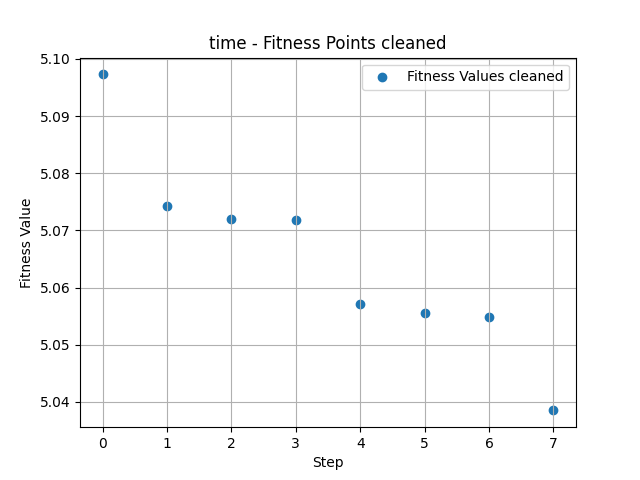 time - Fitness Points cleaned
Fitness Values cleaned
5.10
5.09
5.08
5.07
5.06
5.05
5.04
Fitness Value
0 1 2 3 4 5 6 7
Step